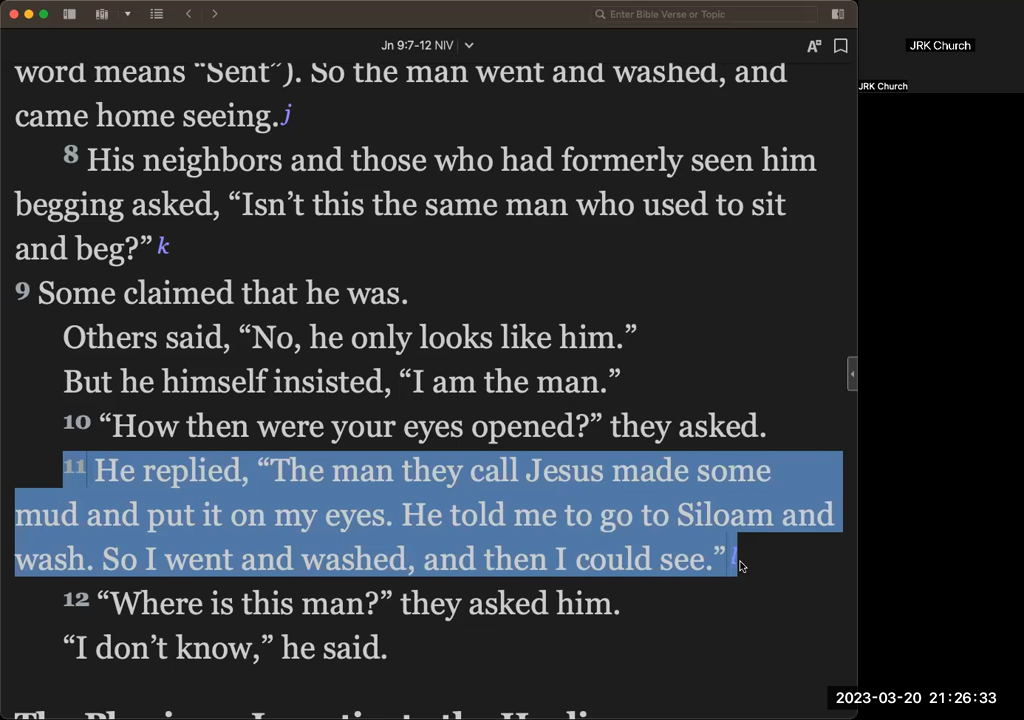 Enter Bible Verse or Topic
Jn 9:7-12 NIV
JRK Church
JRK Church
word means “Sent”). So the man went and washed, and
came home seeing. j
8 His neighbors and those who had formerly seen him
begging asked, “Isn’t this the same man who used to sit
and beg?” k
9 Some claimed that he was.
Others said, “No, he only looks like him.”
But he himself insisted, “I am the man.”
10 “How then were your eyes opened?” they asked.
11 He replied, “The man they call Jesus made some
mud and put it on my eyes. He told me to go to Siloam and
wash. So I went and washed, and then I could see.” l
12 “Where is this man?” they asked him.
“I don’t know,” he said.
2023-03-20 21:26:33